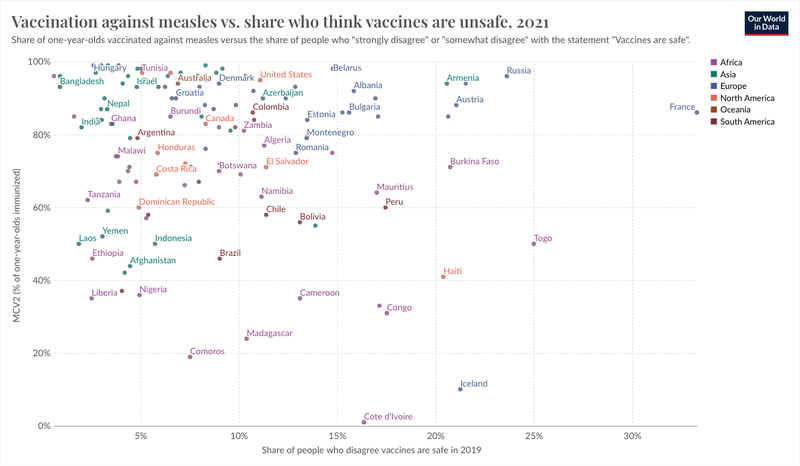 Vaccination against measles vs. share who think vaccines are unsafe, 2021
Our World
in Data
Share of one-year-olds vaccinated against measles versus the share of people who "strongly disagree" or "somewhat disagree" with the statement "Vaccines are safe".
100%
Hungary
Tunisia
Belarus
Russia
Bangladesh
Israel
Australia
Denmark
United States
Albania
Armenia
Croatia
Azerbaijan
Nepal
Burundi
Colombia
Bulgaria
Austria
France
India
Ghana
Canada
Zambia
Estonia
80%
Argentina
Algeria
Montenegro
Malawi
Honduras
Romania
Costa Rica
Botswana
El Salvador
Burkina Faso
Tanzania
Namibia
Mauritius
60%
Dominican Republic
Chile
Bolivia
Peru
Laos
Yemen
Indonesia
Togo
Ethiopia
Afghanistan
Brazil
40%
Haiti
Liberia
Nigeria
Cameroon
Congo
Madagascar
20%
Comoros
Iceland
Cote d'Ivoire
0%
5%
10%
15%
20%
25%
30%
MCV2 (% of one-year-olds immunized)
Share of people who disagree vaccines are safe in 2019
Africa
Asia
Europe
North America
Oceania
South America